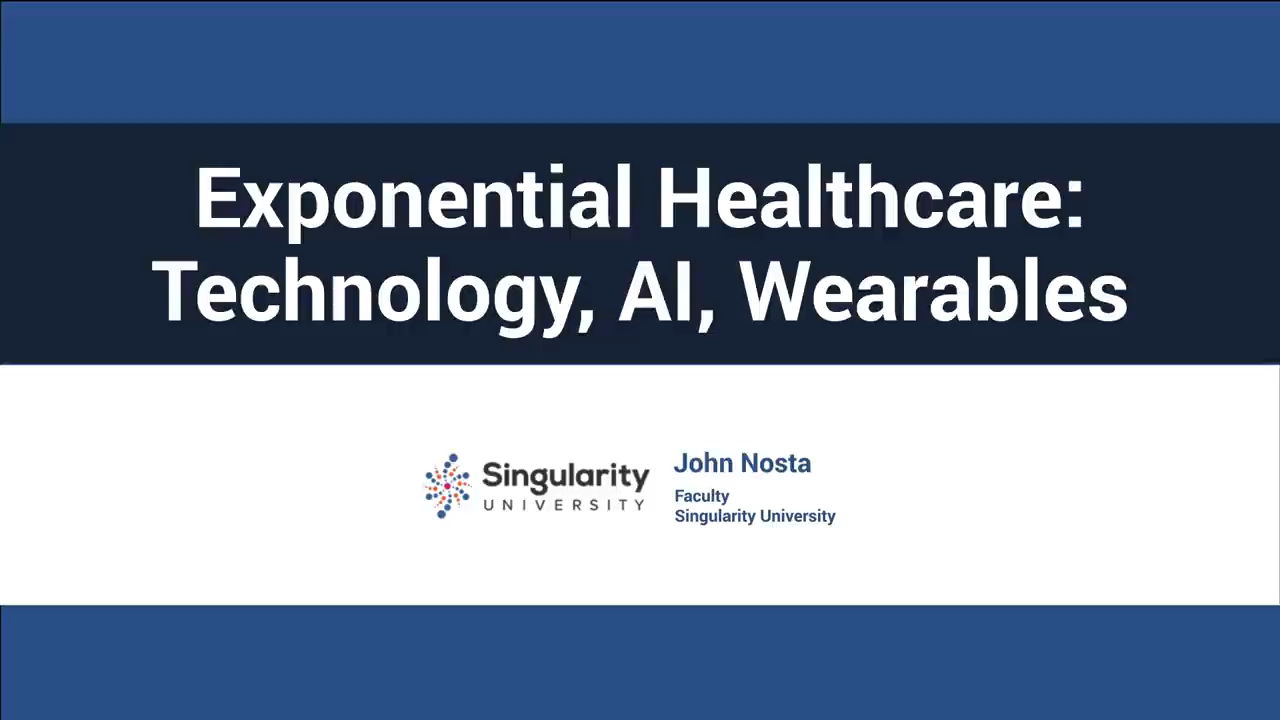 Exponential Healthcare:
Technology, AI, Wearables
Singularity
UNIVERSITY
John Nosta
Faculty
Singularity University